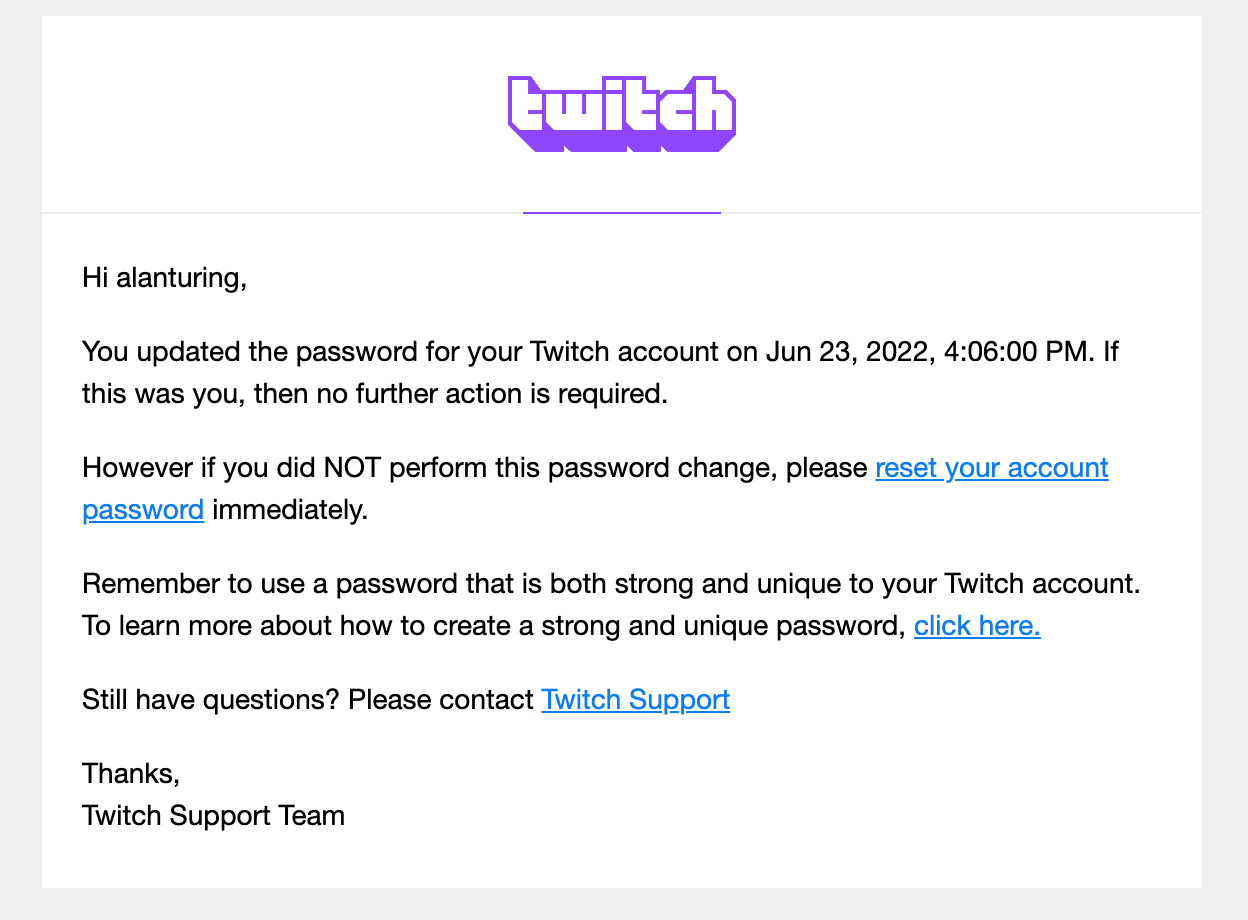 twitch
Hi alanturing,
You updated the password for your Twitch account on Jun 23, 2022, 4:06:00 PM. If
this was you, then no further action is required.
However if you did NOT perform this password change, please reset your account
password immediately.
Remember to use a password that is both strong and unique to your Twitch account.
To learn more about how to create a strong and unique password, click here.
Still have questions? Please contact Twitch Support
Thanks,
Twitch Support Team